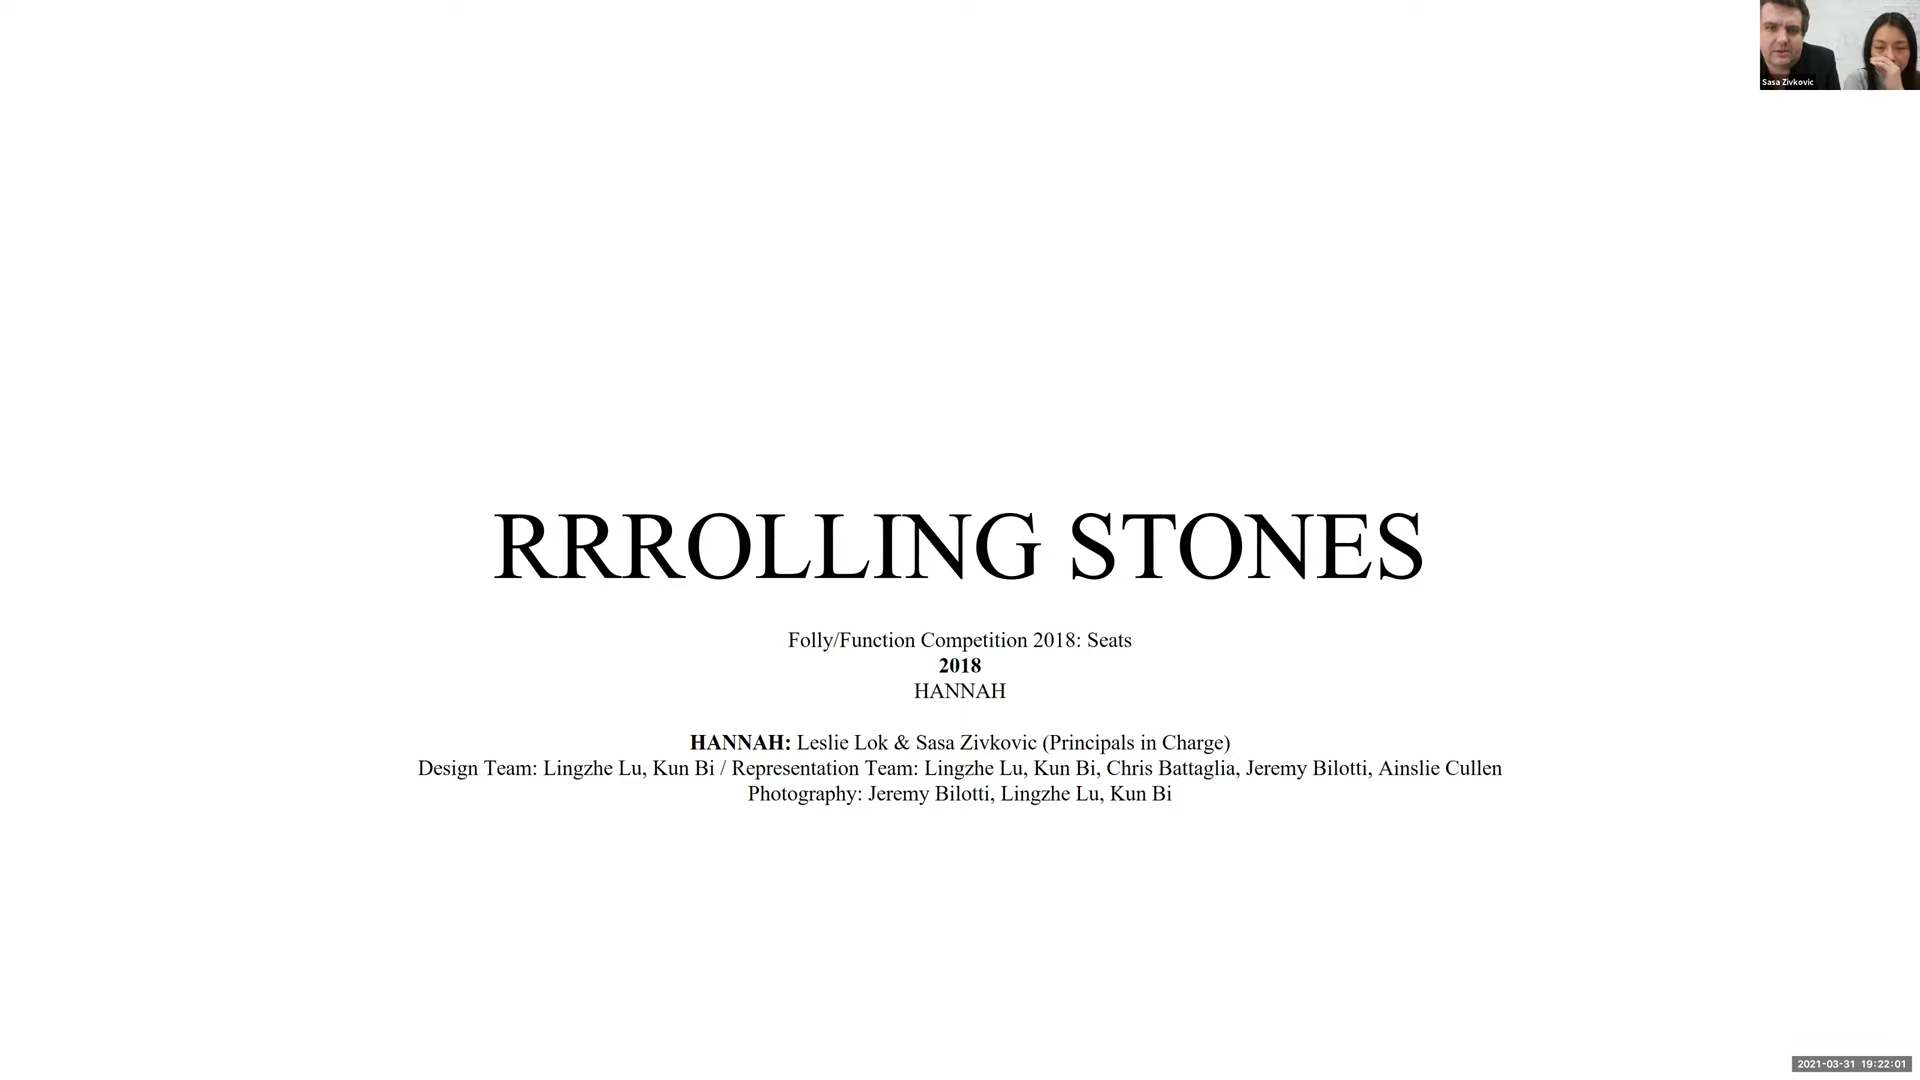 Sasa Zivkovic
RRROLLING STONES
Folly/Function Competition 2018: Seats
2018
HANNAH
HANNAH: Leslie Lok & Sasa Zivkovic (Principals in Charge)
Design Team: Lingzhe Lu, Kun Bi / Representation Team: Lingzhe Lu, Kun Bi, Chris Battaglia, Jeremy Bilotti, Ainslie Cullen
Photography: Jeremy Bilotti, Lingzhe Lu, Kun Bi
2021-03-31 19:22:01